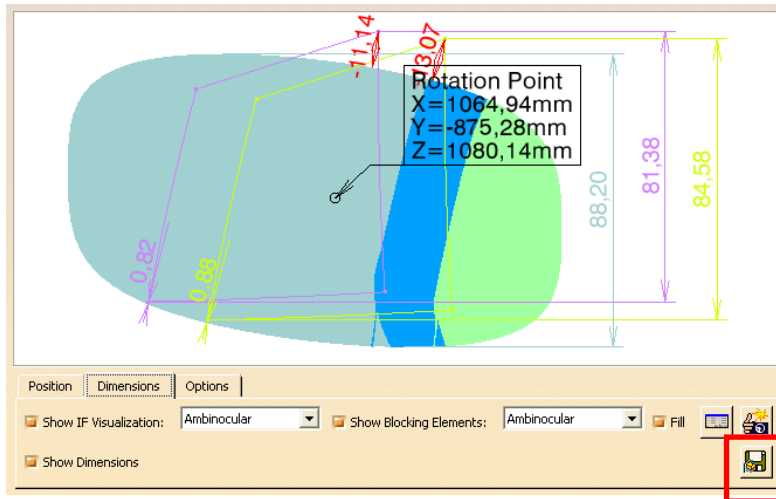 -11,14
-13,07
Rotation Point
X=1064,94mm
Y=-875,28mm
Z=1080,14mm
88,20
81,38
84,58
0,82
0,88
Position Dimensions Options
Show IF Visualization: Ambinocular Show Blocking Elements: Ambinocular Fill
Show Dimensions